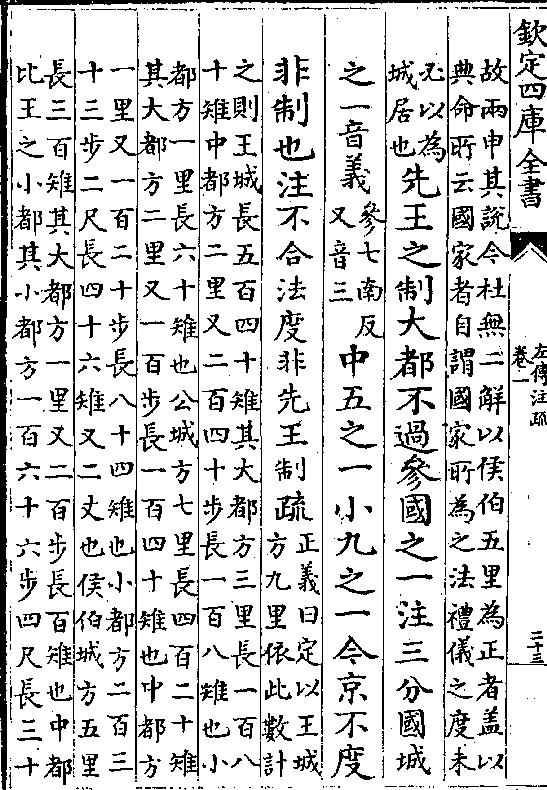 欽定四庫全書
左傳注疏
卷一
二十三
故兩申其説今杜無二解以侯伯五里為正者盖以
典命所云國家者自謂國家所為之法禮儀之度未
必以為
城居也
先王之制大都不過參國之一注三分國城
之一音義
參七南反
又音三
中五之一小九之一今京不度
非制也注不合法度非先王制疏
正義曰定以王城
方九里依此數計
之則王城長五百四十雉其大都方三里長一百八
十雉中都方二里又二百四十步長一百八雉也小
都方一里長六十雉也公城方七里長四百二十雉
其大都方二里又一百步長一百四十雉也中都方
一里又一百二十步長八十四雉也小都方二百三
十三步二尺長四十六雉又二丈也侯伯城方五里
長三百雉其大都方一里又二百步長百雉也中都
比王之小都其小都方一百六十六步四尺長三十